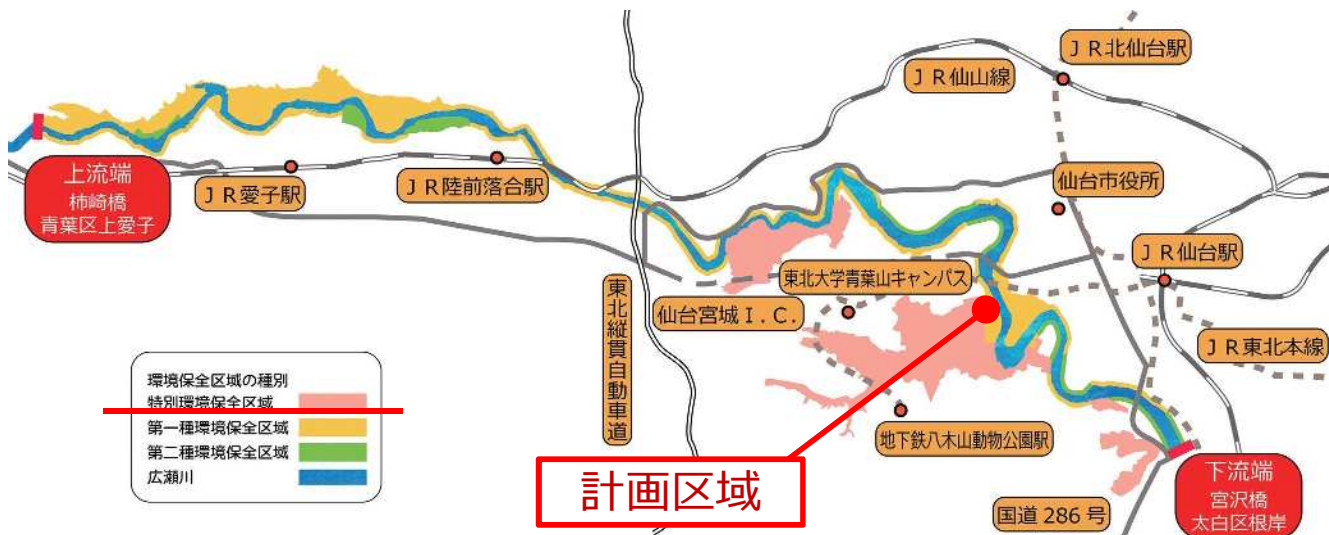 ＪＲ北仙台駅
ＪＲ仙山線
上流端
柿崎橋
青葉区上愛子
ＪＲ愛子駅
ＪＲ陸前落合駅
仙台市役所
ＪＲ仙台駅
東北大学青葉山キャンパス
仙台宮城Ｉ.Ｃ.
東北縦貫自動車道
ＪＲ東北本線
環境保全区域の種別
特別環境保全区域
第一種環境保全区域
第二種環境保全区域
広瀬川
地下鉄八木山動物公園駅
計画区域
国道286号
下流端
宮沢橋
太白区根岸